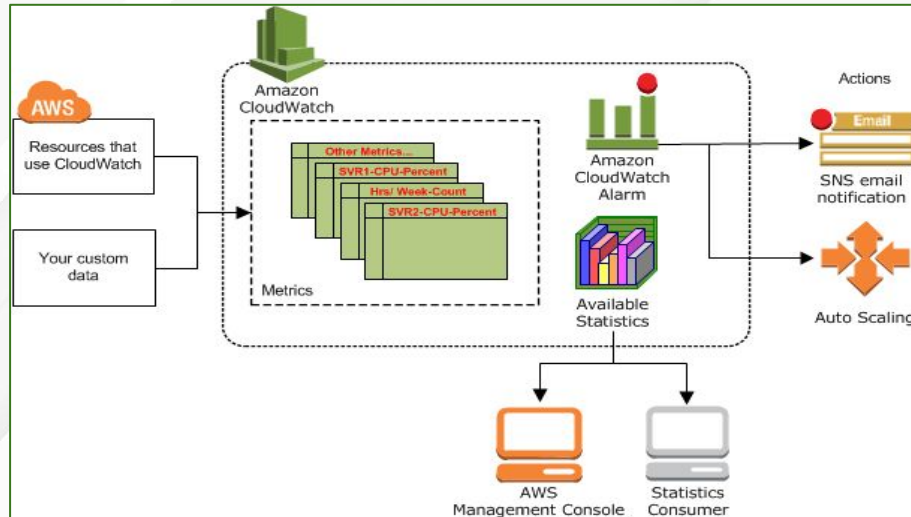 AWS
Resources that
use CloudWatch
Your custom
data
Amazon
CloudWatch
Other Metrics...
SVR1-CPU-Percent
Hrs/ Week-Count
SVR2-CPU-Percent
Metrics
Amazon
CloudWatch
Alarm
Available
Statistics
Actions
Email
SNS email
notification
Auto Scaling
AWS
Management Console
Statistics
Consumer